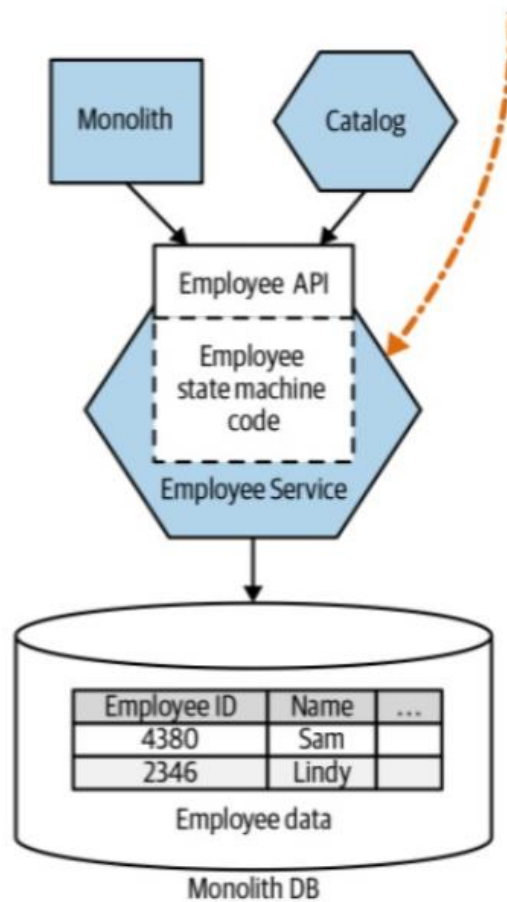 Monolith
Catalog
Employee API
Employee
state machine
code
Employee Service
Employee ID Name ...
4380 Sam
2346 Lindy
Employee data
Monolith DB